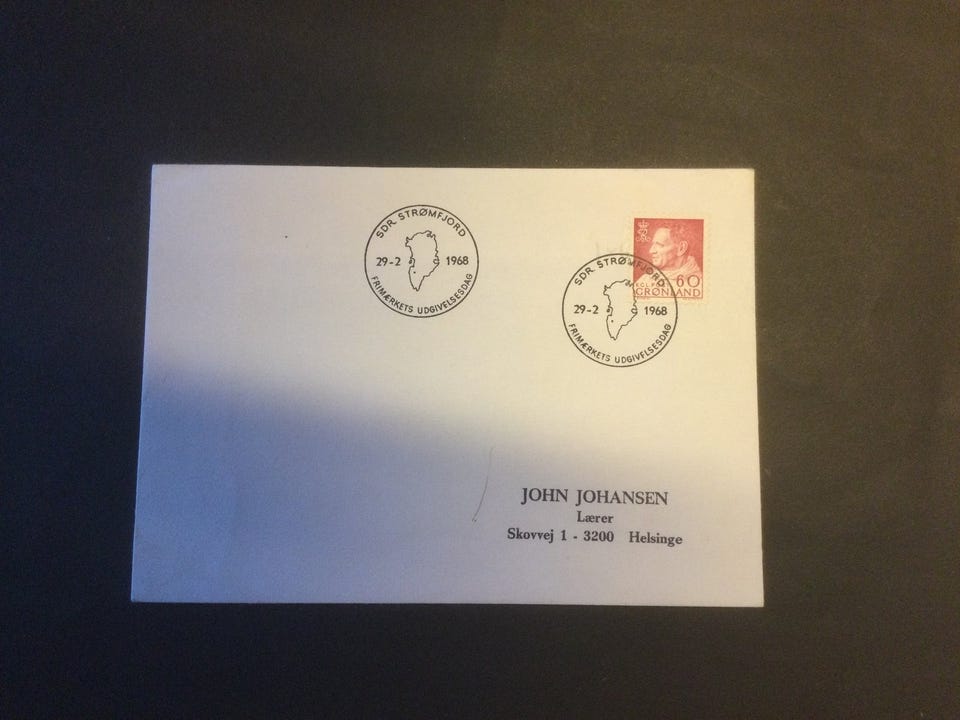 SDR. STRØMFJORD
29-2 1968
FRIMÆRKETS UDGIVELSESDAG
60
GRØNLAND
SDR. STRØMFJORD
29-2 1968
FRIMÆRKETS UDGIVELSESDAG
JOHN JOHANSEN
Lærer
Skovvej 1 - 3200 Helsinge